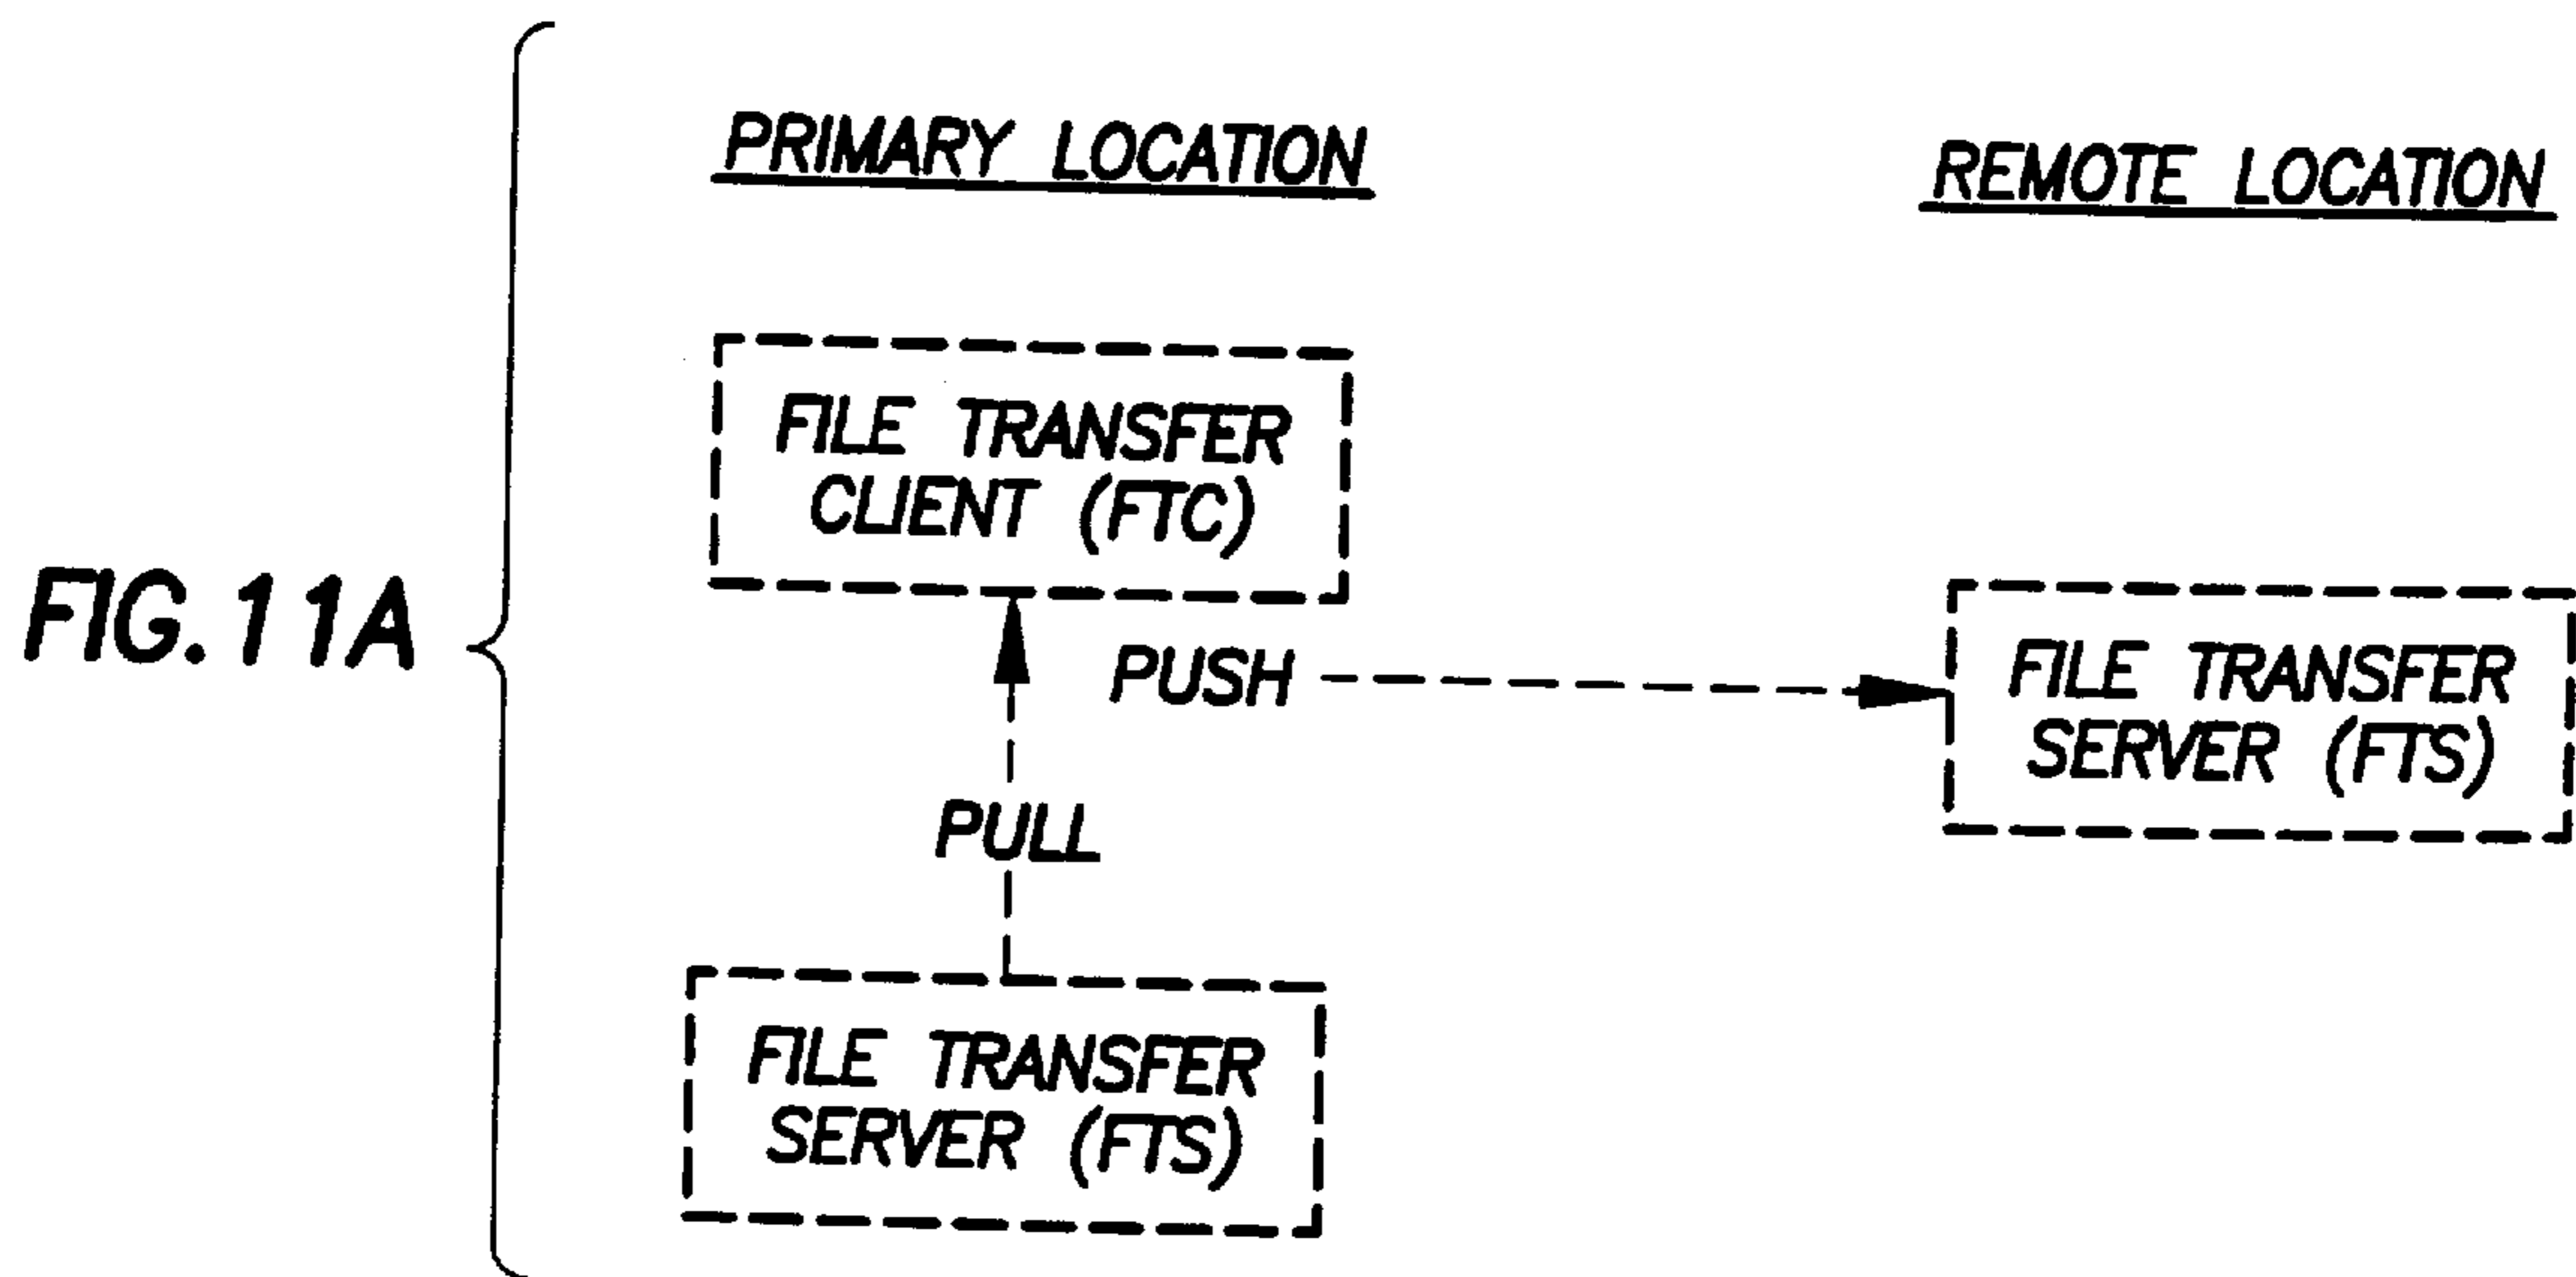 FIG. 11A
PRIMARY LOCATION
REMOTE LOCATION
FILE TRANSFER
CLIENT (FTC)
PUSH
FILE TRANSFER
SERVER (FTS)
PULL
FILE TRANSFER
SERVER (FTS)